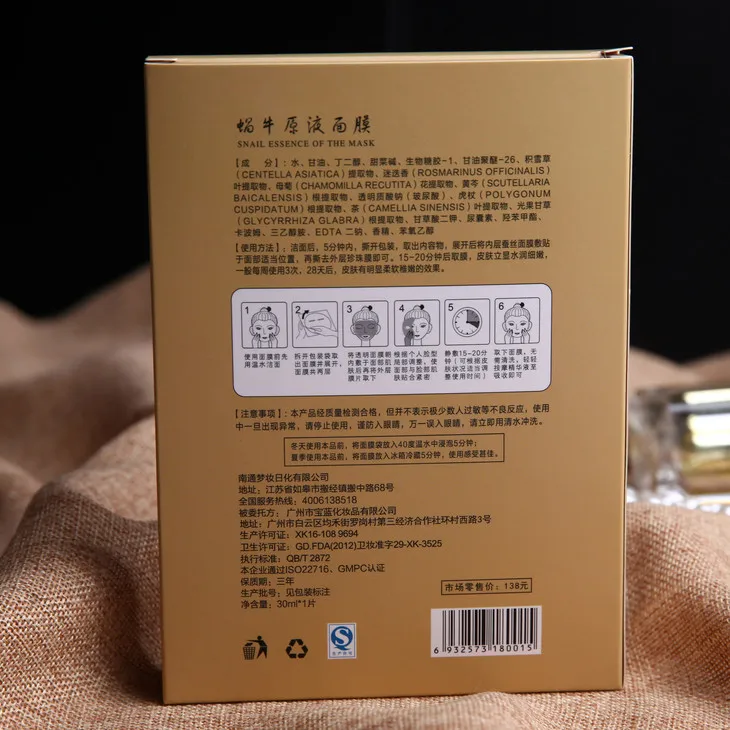 蜗牛原液面膜
SNAIL ESSENCE OF THE MASK
【成 分】:水、甘油、丁二醇、甜菜碱、生物糖胶-1、甘油聚醚-26、积雪草
(CENTELLA ASIATICA)提取物、迷迭香(ROSMARINUS OFFICINALIS)
叶提取物、母菊(CHAMOMILLA RECUTITA)花提取物、黄芩(SCUTELLARIA
BAICALENSIS)根提取物、透明质酸钠(玻尿酸)、虎杖(POLYGONUM
CUSPIDATUM)根提取物、茶(CAMELLIA SINENSIS)叶提取物、光果甘草
(GLYCYRRHIZA GLABRA)根提取物、甘草酸二钾、尿囊素、羟苯甲酯、
卡波姆、三乙醇胺、EDTA 二钠、香精、苯氧乙醇
【使用方法】:洁面后,5分钟内,撕开包装,取出内容物,展开后将内层蚕丝面膜敷贴
于面部适当位置,再撕去外层珍珠膜即可。15-20分钟后取膜,皮肤立显水润细嫩,
一般每周使用3次,28天后,皮肤有明显柔软稚嫩的效果。
1
使用面膜前先
用温水洁面
2
拆开包装袋取
出面膜并展开,
面膜共两层
3
将透明面膜朝
内敷于面部肌
肤后再将外层
膜片取下
4
根据个人脸型
局部调整,使
面部与脸部肌
肤贴合紧密
5
静敷15-20分
钟(可根据皮
肤状况适当调
整使用时间)
6
取下面膜,无
需清洗,轻轻
按摩精华液至
吸收即可
【注意事项】:本产品经质量检测合格,但并不表示极少数人过敏等不良反应,使用
中一旦出现异常,请停止使用,谨防入眼睛,万一误入眼睛,请立即用清水冲洗。
冬天使用本品前,将面膜袋放入40度温水中浸泡5分钟;
夏季使用本品前,将面膜放入冰箱冷藏5分钟,使用感受甚佳。
南通梦妆日化有限公司
地址:江苏省如皋市搬经镇搬中路68号
全国服务热线:4006138518
被委托方:广州市宝蓝化妆品有限公司
地址:广州市白云区均禾街罗岗村第三经济合作社环村西路3号
生产许可证:XK16-108 9694
卫生许可证:GD.FDA(2012)卫妆准字29-XK-3525
执行标准:QB/T 2872
本企业通过ISO22716、GMPC认证
保质期:三年
生产批号:见包装标注
净含量:30ml*1片
市场零售价:138元
生产许可
6 932573 180015